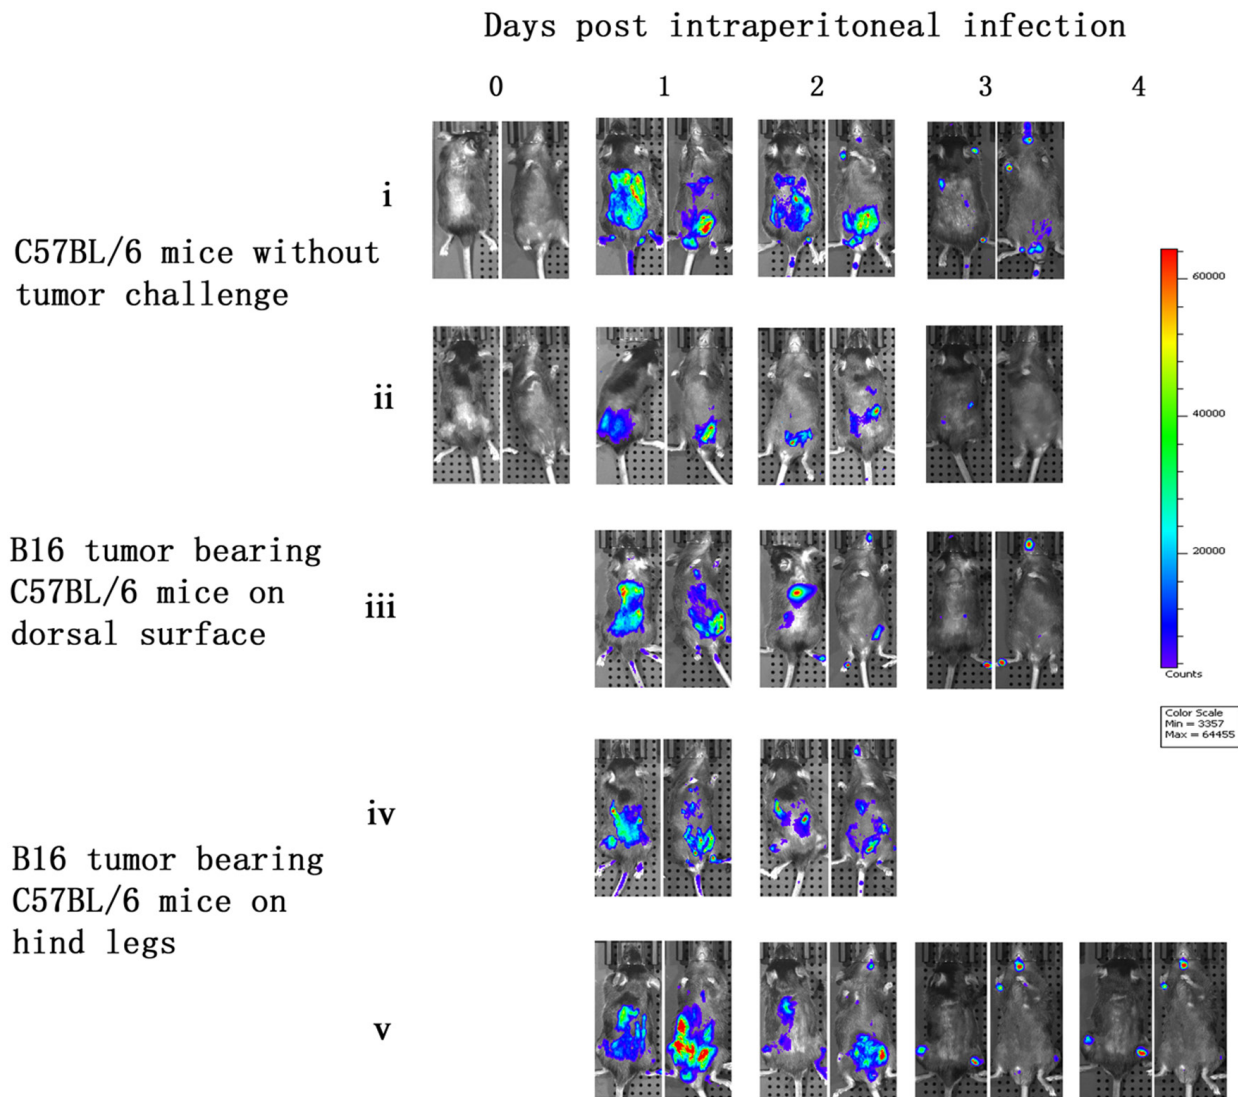 Days post intraperitoneal infection
0 1 2 3 4
i
C57BL/6 mice without
tumor challenge
ii
B16 tumor bearing
C57BL/6 mice on
dorsal surface
iii
iv
B16 tumor bearing
C57BL/6 mice on
hind legs
v
60000
40000
20000
Counts
Color Scale
Min = 3357
Max = 64455